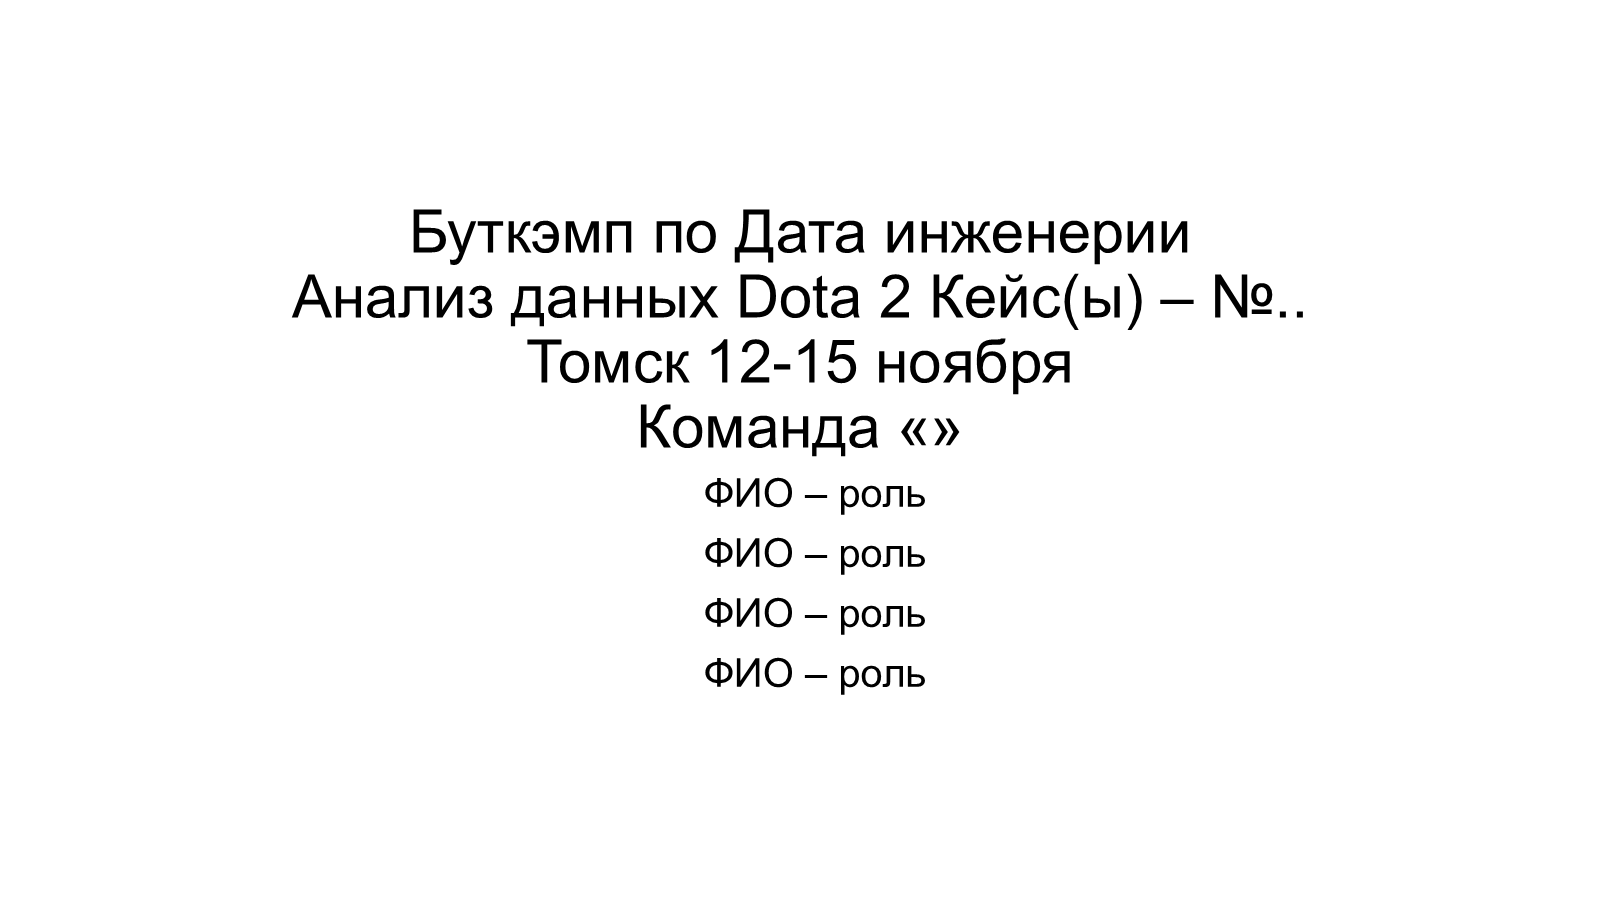 Буткэмп по Дата инженерии
Анализ данных Dota 2 Кейс(ы) – №..
Томск 12-15 ноября
Команда «»
ФИО – роль
ФИО – роль
ФИО – роль
ФИО – роль